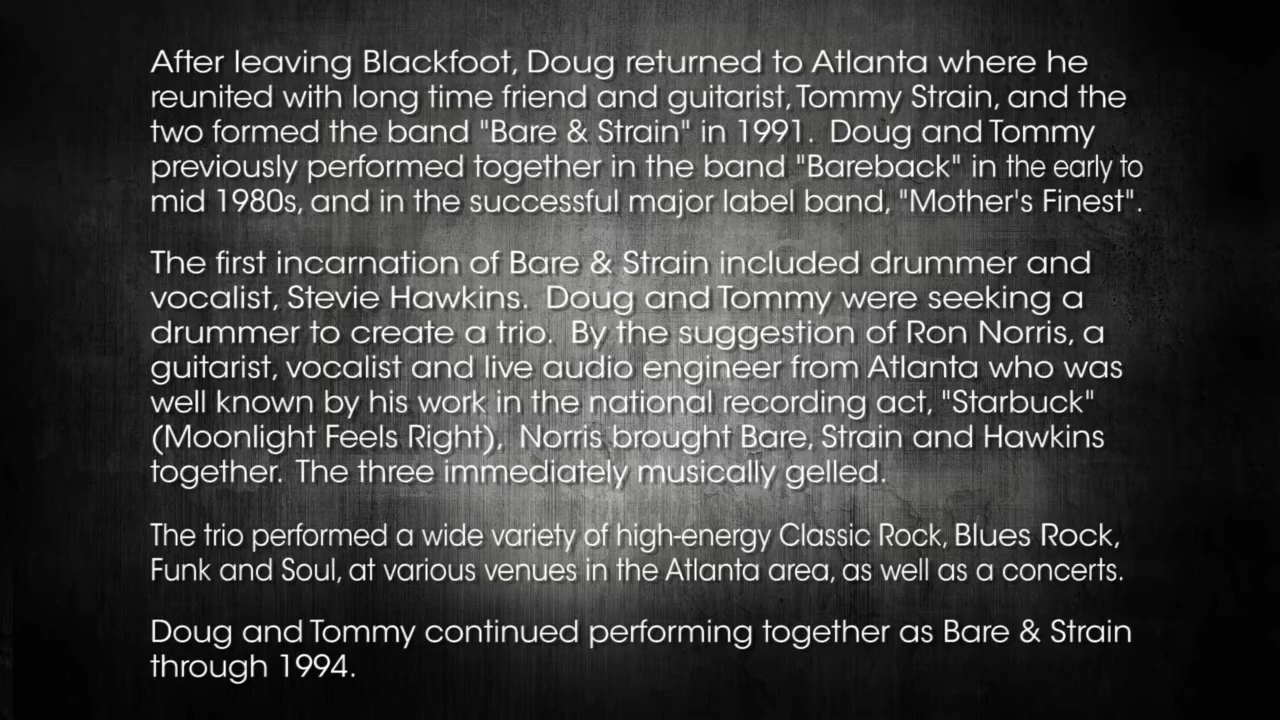 After leaving Blackfoot, Doug returned to Atlanta where he
reunited with long time friend and guitarist, Tommy Strain, and the
two formed the band "Bare & Strain" in 1991.  Doug and Tommy
previously performed together in the band "Bareback" in the early to
mid 1980s, and in the successful major label band, "Mother's Finest".
The first incarnation of Bare & Strain included drummer and
vocalist, Stevie Hawkins.  Doug and Tommy were seeking a
drummer to create a trio.  By the suggestion of Ron Norris, a
guitarist, vocalist and live audio engineer from Atlanta who was
well known by his work in the national recording act, "Starbuck"
(Moonlight Feels Right),  Norris brought Bare, Strain and Hawkins
together.  The three immediately musically gelled.
The trio performed a wide variety of high-energy Classic Rock, Blues Rock,
Funk and Soul, at various venues in the Atlanta area, as well as a concerts.
Doug and Tommy continued performing together as Bare & Strain
through 1994.